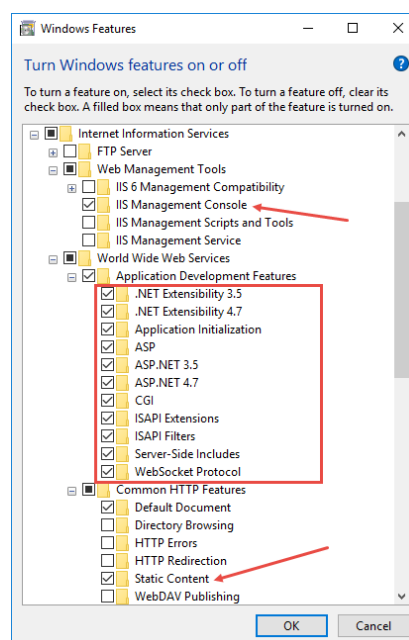 Windows Features
Turn Windows features on or off
To turn a feature on, select its check box. To turn a feature off, clear its
check box. A filled box means that only part of the feature is turned on.
Internet Information Services
FTP Server
Web Management Tools
IIS 6 Management Compatibility
IIS Management Console
IIS Management Scripts and Tools
IIS Management Service
World Wide Web Services
Application Development Features
.NET Extensibility 3.5
.NET Extensibility 4.7
Application Initialization
ASP
ASP.NET 3.5
ASP.NET 4.7
CGI
ISAPI Extensions
ISAPI Filters
Server-Side Includes
WebSocket Protocol
Common HTTP Features
Default Document
Directory Browsing
HTTP Errors
HTTP Redirection
Static Content
WebDAV Publishing
OK
Cancel